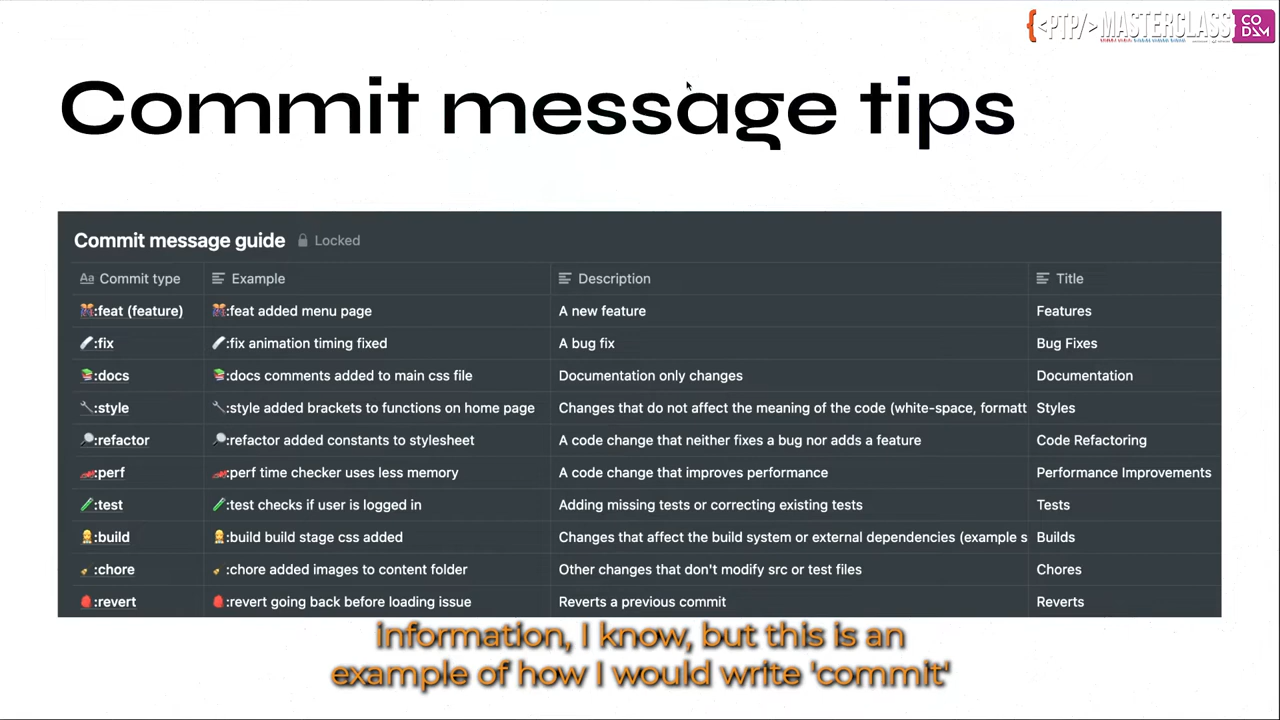 {<PTP/>MASTERCLASS CODSM
Commit message tips
Commit message guide Locked
Aa Commit type Example Description Title
:feat (feature) :feat added menu page A new feature Features
:fix :fix animation timing fixed A bug fix Bug Fixes
:docs :docs comments added to main css file Documentation only changes Documentation
:style :style added brackets to functions on home page Changes that do not affect the meaning of the code (white-space, formatt Styles
:refactor :refactor added constants to stylesheet A code change that neither fixes a bug nor adds a feature Code Refactoring
:perf :perf time checker uses less memory A code change that improves performance Performance Improvements
:test :test checks if user is logged in Adding missing tests or correcting existing tests Tests
:build :build build stage css added Changes that affect the build system or external dependencies (example s Builds
:chore :chore added images to content folder Other changes that don't modify src or test files Chores
:revert :revert going back before loading issue Reverts a previous commit Reverts
information, I know, but this is an
example of how I would write 'commit'